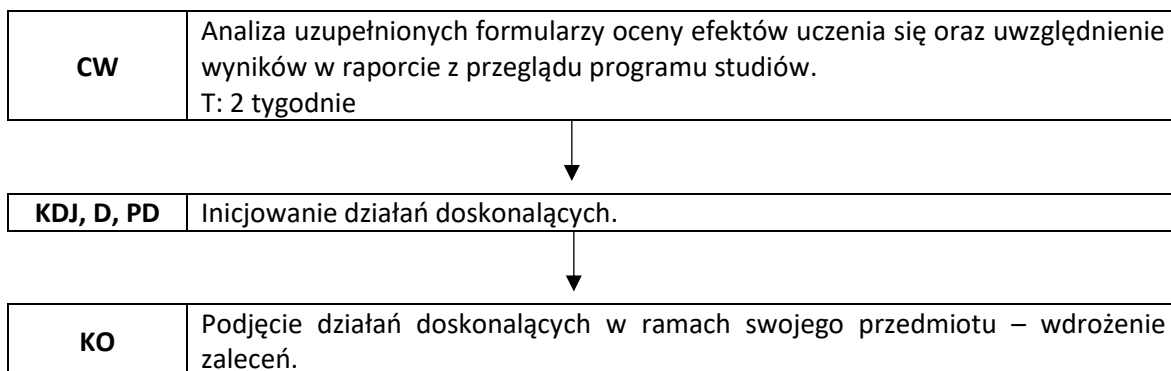 CW
Analiza uzupełnionych formularzy oceny efektów uczenia się oraz uwzględnienie
wyników w raporcie z przeglądu programu studiów.
T: 2 tygodnie
KDJ, D, PD
Inicjowanie działań doskonalących.
KO
Podjęcie działań doskonalących w ramach swojego przedmiotu – wdrożenie
zaleceń.